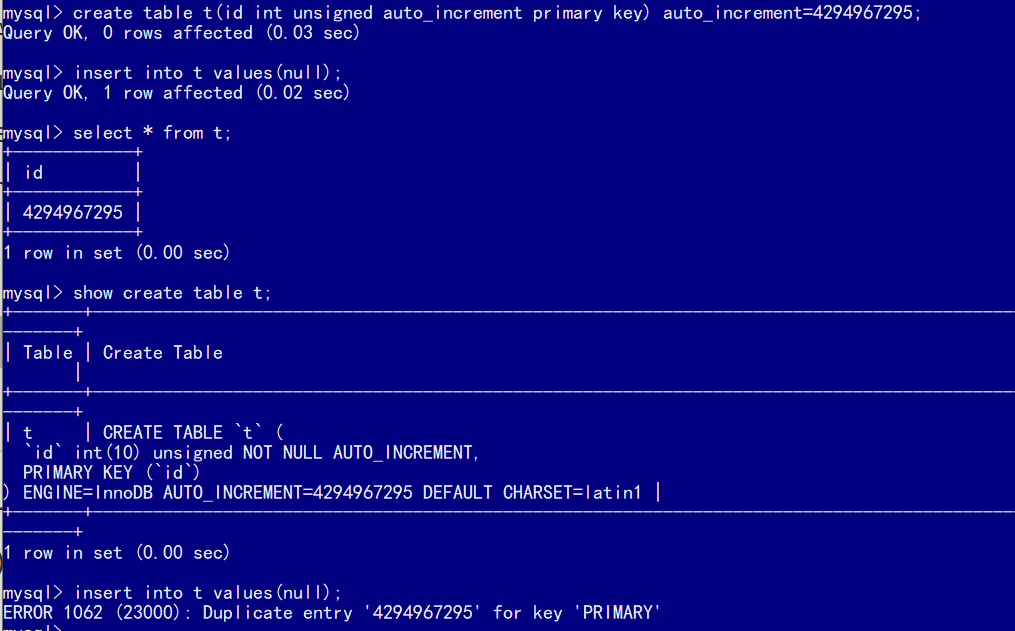 mysql> create table t(id int unsigned auto_increment primary key) auto_increment=4294967295;
Query OK, 0 rows affected (0.03 sec)
mysql> insert into t values(null);
Query OK, 1 row affected (0.02 sec)
mysql> select * from t;
+------------+
| id         |
+------------+
| 4294967295 |
+------------+
1 row in set (0.00 sec)
mysql> show create table t;
+-------+--------------------------------------------------------------------------------------------
-------+
| Table | Create Table
       |
+-------+--------------------------------------------------------------------------------------------
-------+
| t     | CREATE TABLE `t` (
  `id` int(10) unsigned NOT NULL AUTO_INCREMENT,
  PRIMARY KEY (`id`)
) ENGINE=InnoDB AUTO_INCREMENT=4294967295 DEFAULT CHARSET=latin1 |
+-------+--------------------------------------------------------------------------------------------
-------+
1 row in set (0.00 sec)
mysql> insert into t values(null);
ERROR 1062 (23000): Duplicate entry '4294967295' for key 'PRIMARY'
mysql>